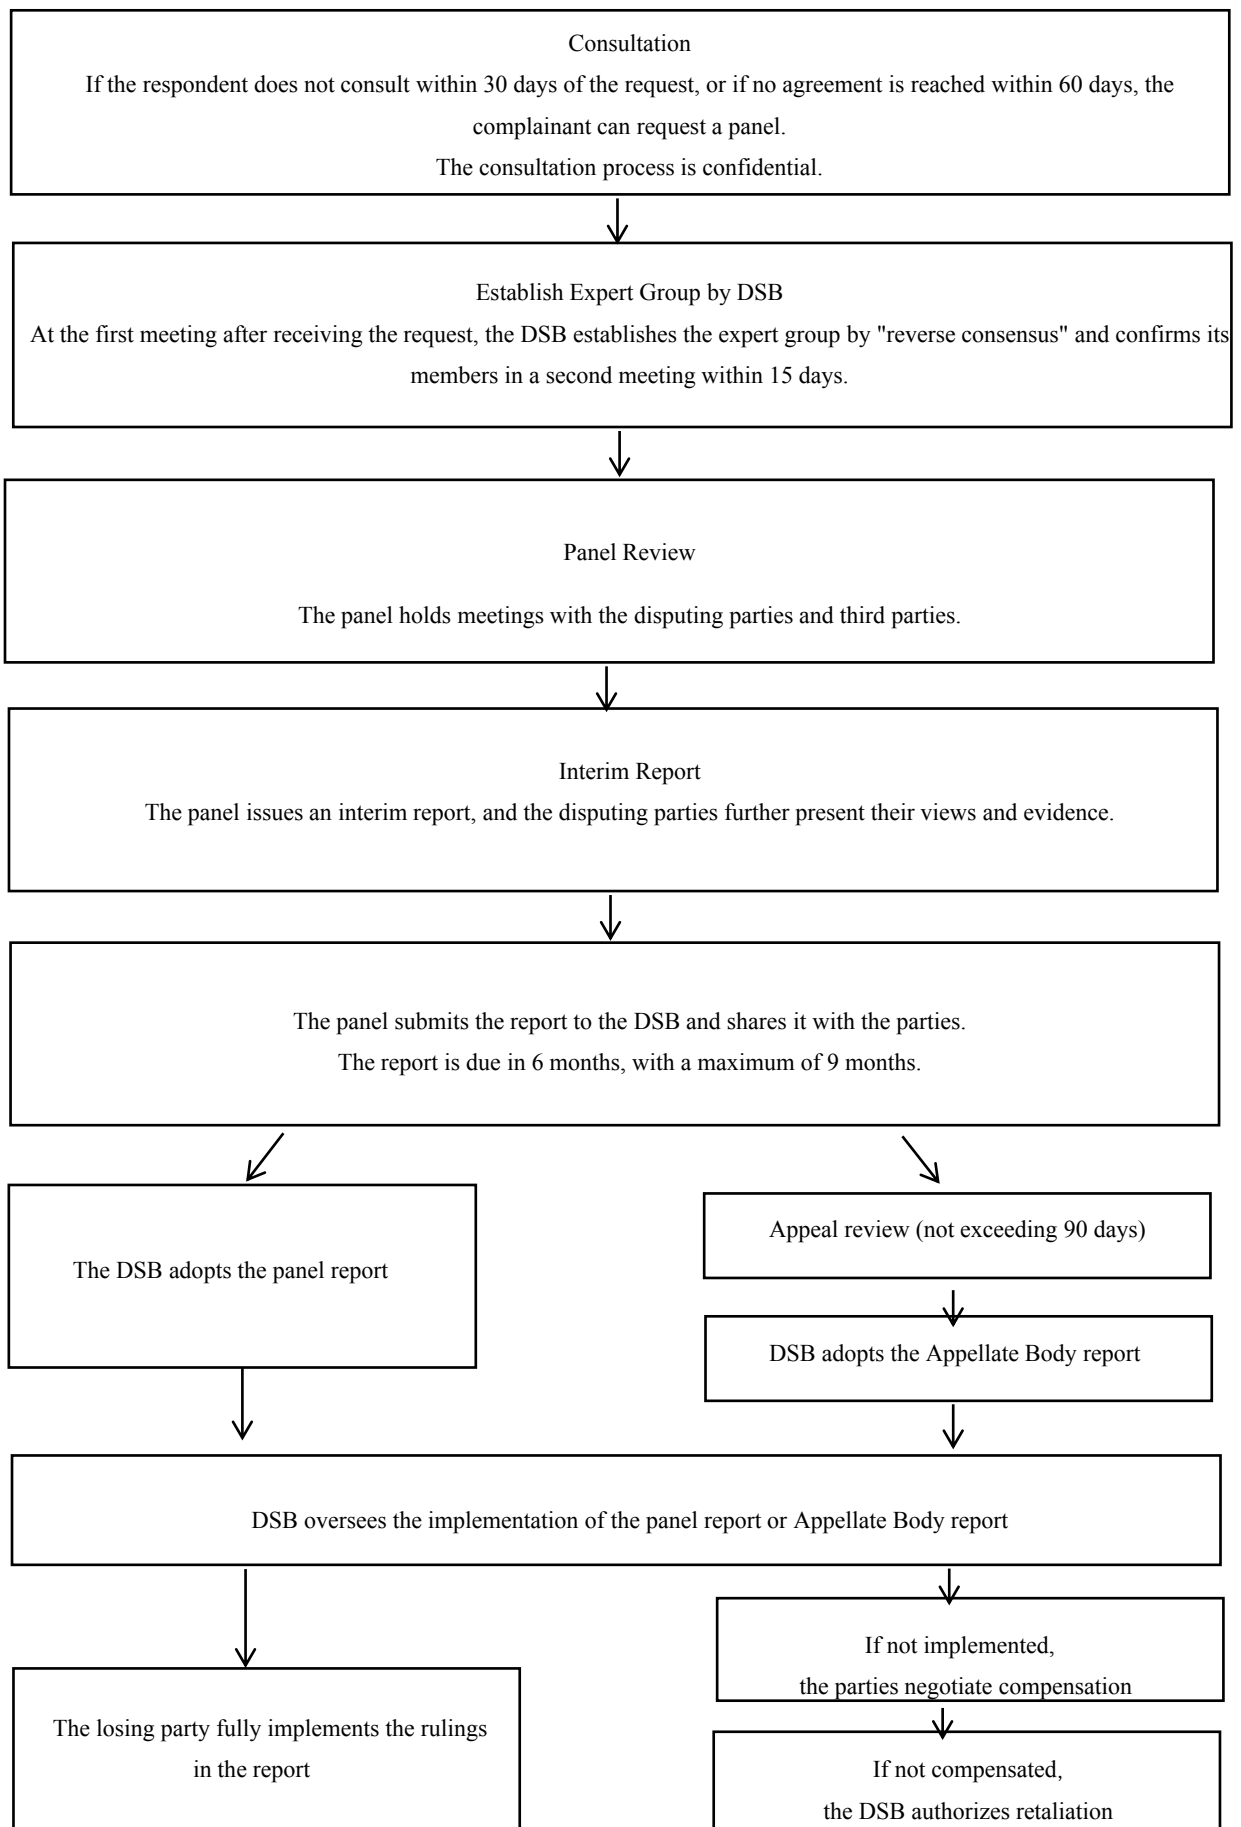 Consultation
If the respondent does not consult within 30 days of the request, or if no agreement is reached within 60 days, the
complainant can request a panel.
The consultation process is confidential.
Establish Expert Group by DSB
At the first meeting after receiving the request, the DSB establishes the expert group by "reverse consensus" and confirms its
members in a second meeting within 15 days.
Panel Review
The panel holds meetings with the disputing parties and third parties.
Interim Report
The panel issues an interim report, and the disputing parties further present their views and evidence.
The panel submits the report to the DSB and shares it with the parties.
The report is due in 6 months, with a maximum of 9 months.
The DSB adopts the panel report
Appeal review (not exceeding 90 days)
DSB adopts the Appellate Body report
DSB oversees the implementation of the panel report or Appellate Body report
The losing party fully implements the rulings
in the report
If not implemented,
the parties negotiate compensation
If not compensated,
the DSB authorizes retaliation